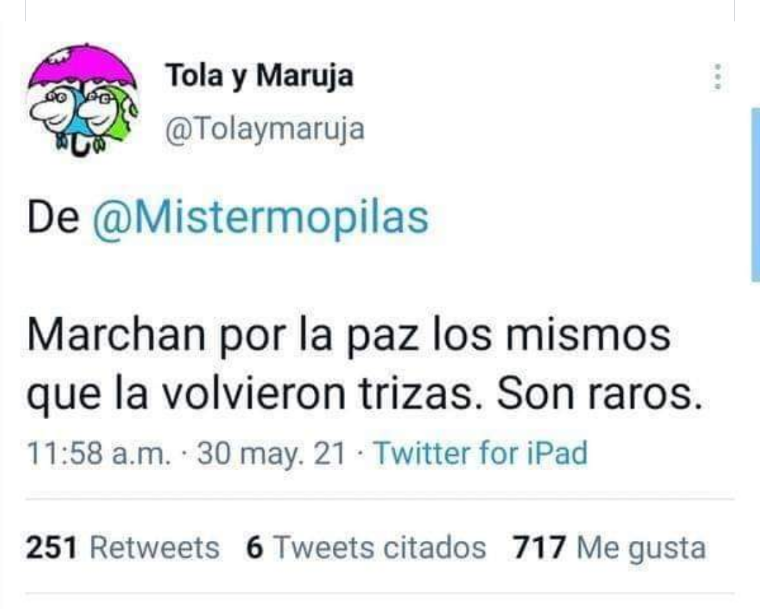 Tola y Maruja
@Tolaymaruja
De @Mistermopilas
Marchan por la paz los mismos
que la volvieron trizas. Son raros.
11:58 a.m. · 30 may. 21 · Twitter for iPad
251 Retweets 6 Tweets citados 717 Me gusta